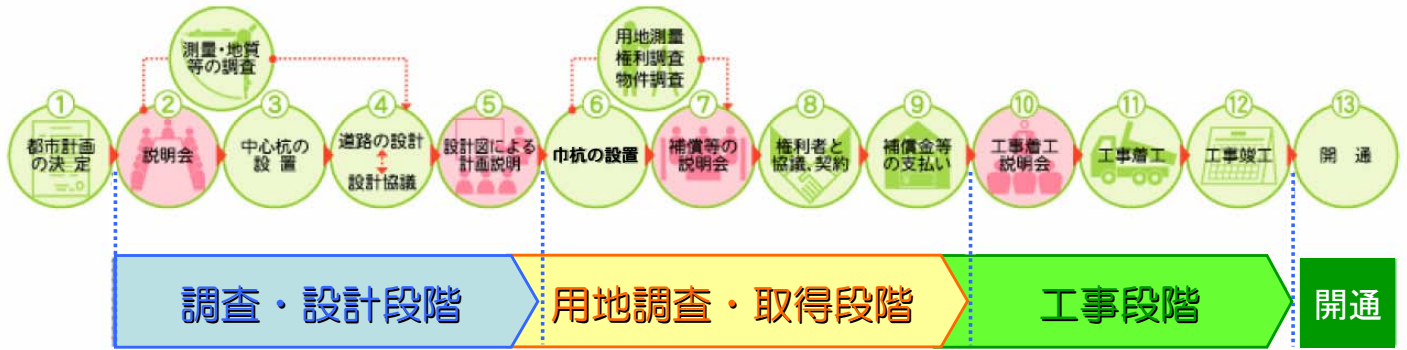 測量・地質
等の調査
用地測量
権利調査
物件調査
①
都市計画
の決定
②
説明会
③
中心杭の
設置
④
道路の設計
設計協議
⑤
設計図による
計画説明
⑥
巾杭の設置
⑦
補償等の
説明会
⑧
権利者と
協議、契約
⑨
補償金等
の支払い
⑩
工事着工
説明会
⑪
工事着工
⑫
工事竣工
⑬
開通
調査・設計段階
用地調査・取得段階
工事段階
開通